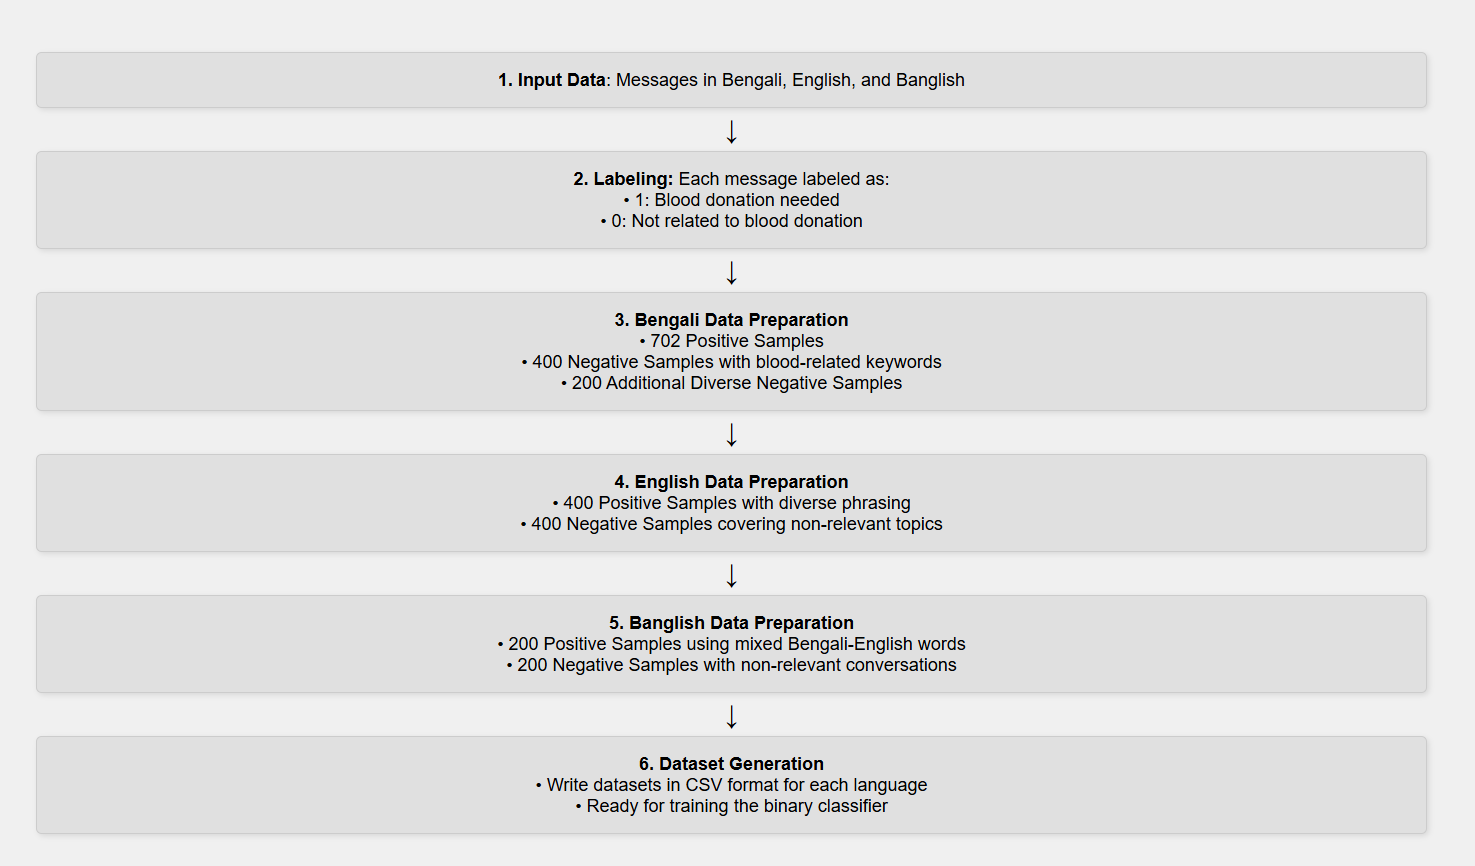 1. Input Data: Messages in Bengali, English, and Banglish
↓
2. Labeling: Each message labeled as:
• 1: Blood donation needed
• 0: Not related to blood donation
↓
3. Bengali Data Preparation
• 702 Positive Samples
• 400 Negative Samples with blood-related keywords
• 200 Additional Diverse Negative Samples
↓
4. English Data Preparation
• 400 Positive Samples with diverse phrasing
• 400 Negative Samples covering non-relevant topics
↓
5. Banglish Data Preparation
• 200 Positive Samples using mixed Bengali-English words
• 200 Negative Samples with non-relevant conversations
↓
6. Dataset Generation
• Write datasets in CSV format for each language
• Ready for training the binary classifier